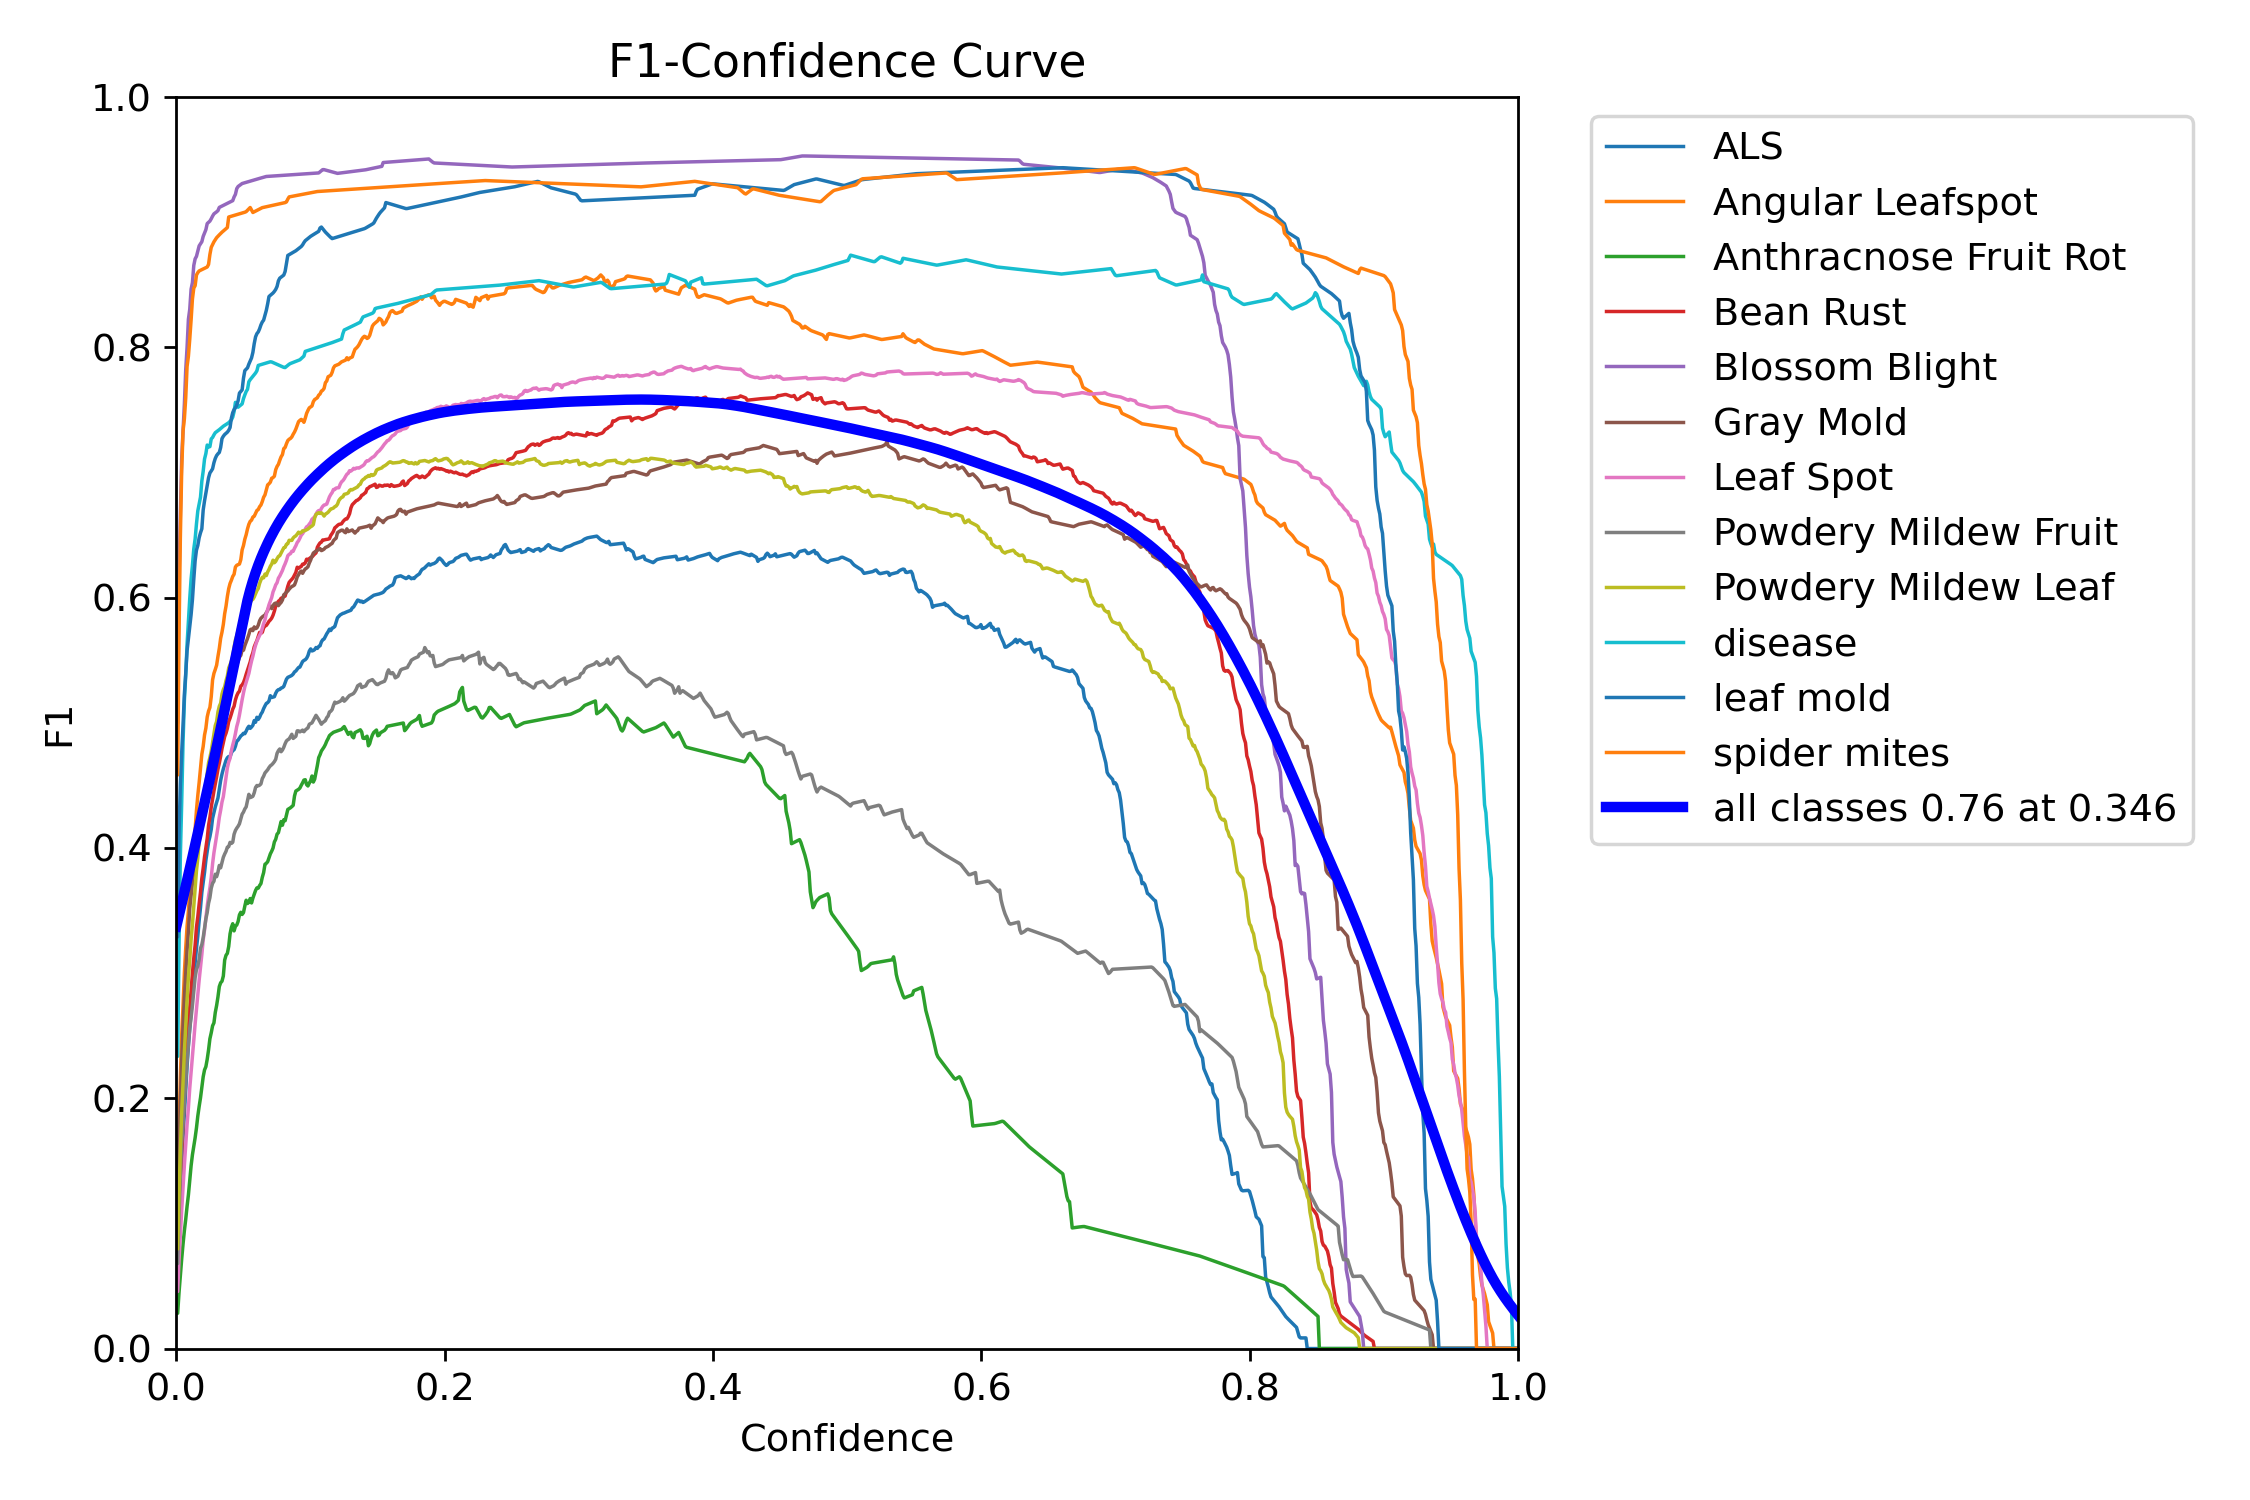 F1-Confidence Curve
1.0
0.8
0.6
0.4
0.2
0.0
F1
0.0 0.2 0.4 0.6 0.8 1.0
Confidence
ALS
Angular Leafspot
Anthracnose Fruit Rot
Bean Rust
Blossom Blight
Gray Mold
Leaf Spot
Powdery Mildew Fruit
Powdery Mildew Leaf
disease
leaf mold
spider mites
all classes 0.76 at 0.346